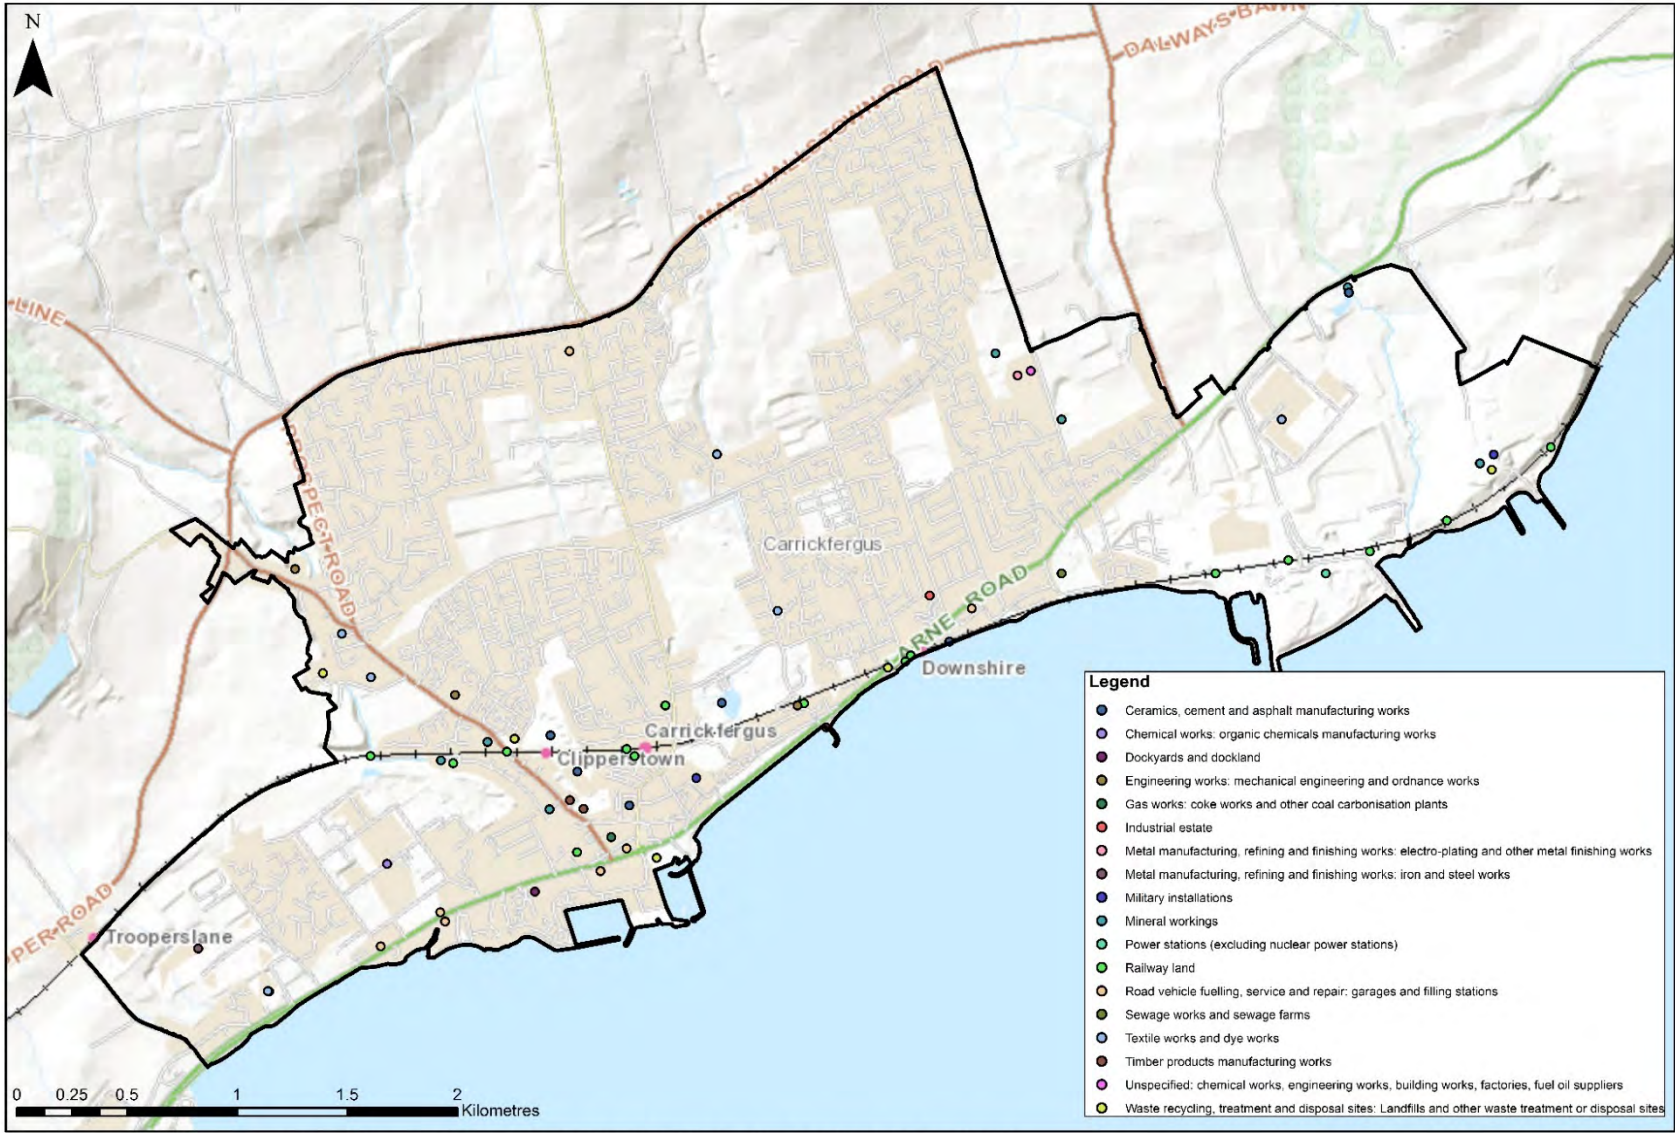 N
DALWAYS-BAWN
MARSHALLSTOWN-ROAD
LINE
PROSPECT-ROAD
Carrickfergus
LARNE-ROAD
Downshire
Carrickfergus
Clipperstown
UPPER-ROAD
Trooperslane
0 0.25 0.5 1 1.5 2
Kilometres
Legend
Ceramics, cement and asphalt manufacturing works
Chemical works: organic chemicals manufacturing works
Dockyards and dockland
Engineering works: mechanical engineering and ordnance works
Gas works: coke works and other coal carbonisation plants
Industrial estate
Metal manufacturing, refining and finishing works: electro-plating and other metal finishing works
Metal manufacturing, refining and finishing works: iron and steel works
Military installations
Mineral workings
Power stations (excluding nuclear power stations)
Railway land
Road vehicle fuelling, service and repair: garages and filling stations
Sewage works and sewage farms
Textile works and dye works
Timber products manufacturing works
Unspecified: chemical works, engineering works, building works, factories, fuel oil suppliers
Waste recycling, treatment and disposal sites: Landfills and other waste treatment or disposal sites